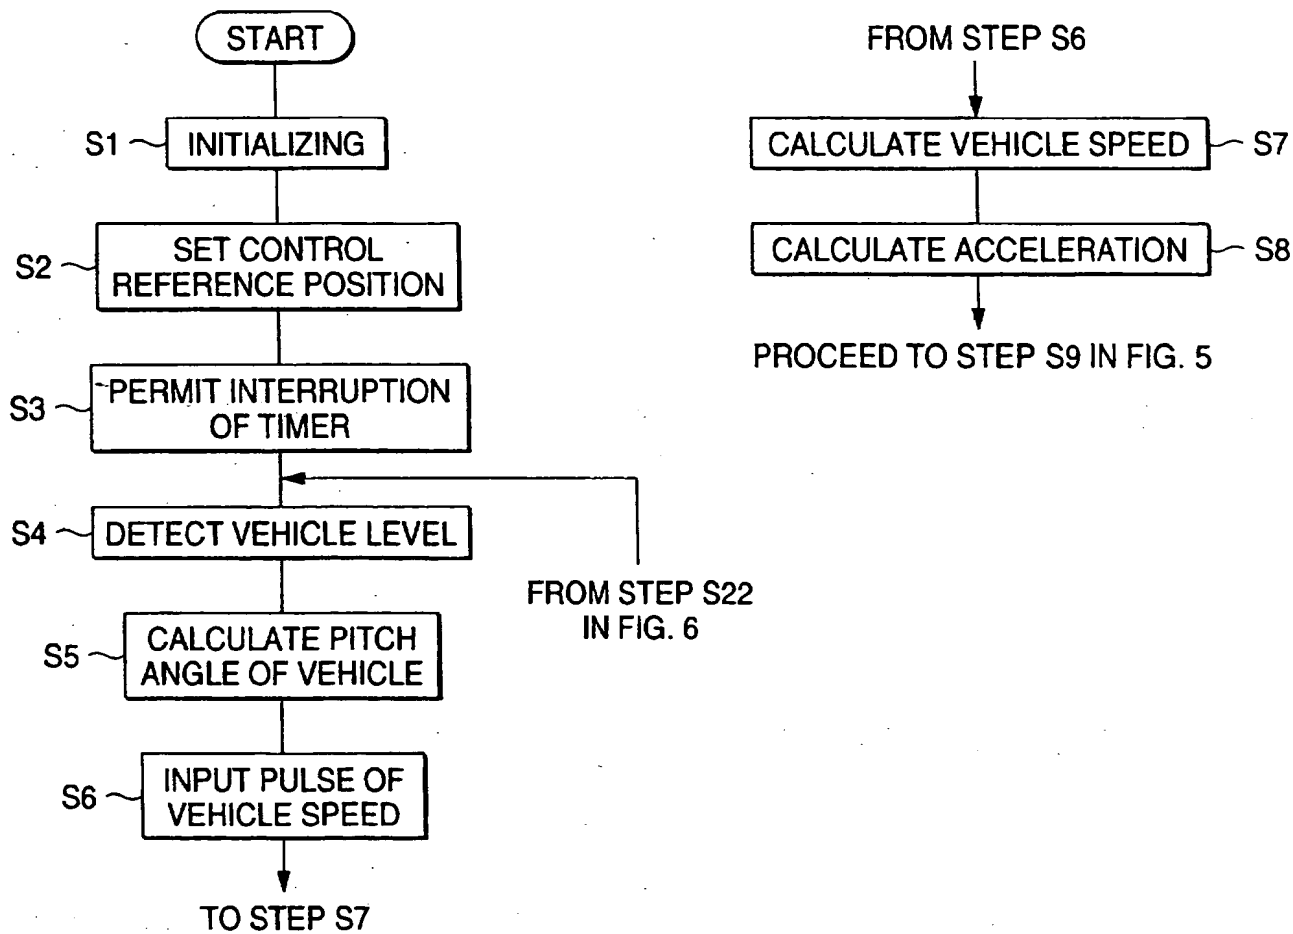 START
S1
INITIALIZING
S2
SET CONTROL
REFERENCE POSITION
S3
PERMIT INTERRUPTION
OF TIMER
S4
DETECT VEHICLE LEVEL
FROM STEP S22
IN FIG. 6
S5
CALCULATE PITCH
ANGLE OF VEHICLE
S6
INPUT PULSE OF
VEHICLE SPEED
TO STEP S7
FROM STEP S6
CALCULATE VEHICLE SPEED
S7
CALCULATE ACCELERATION
S8
PROCEED TO STEP S9 IN FIG. 5